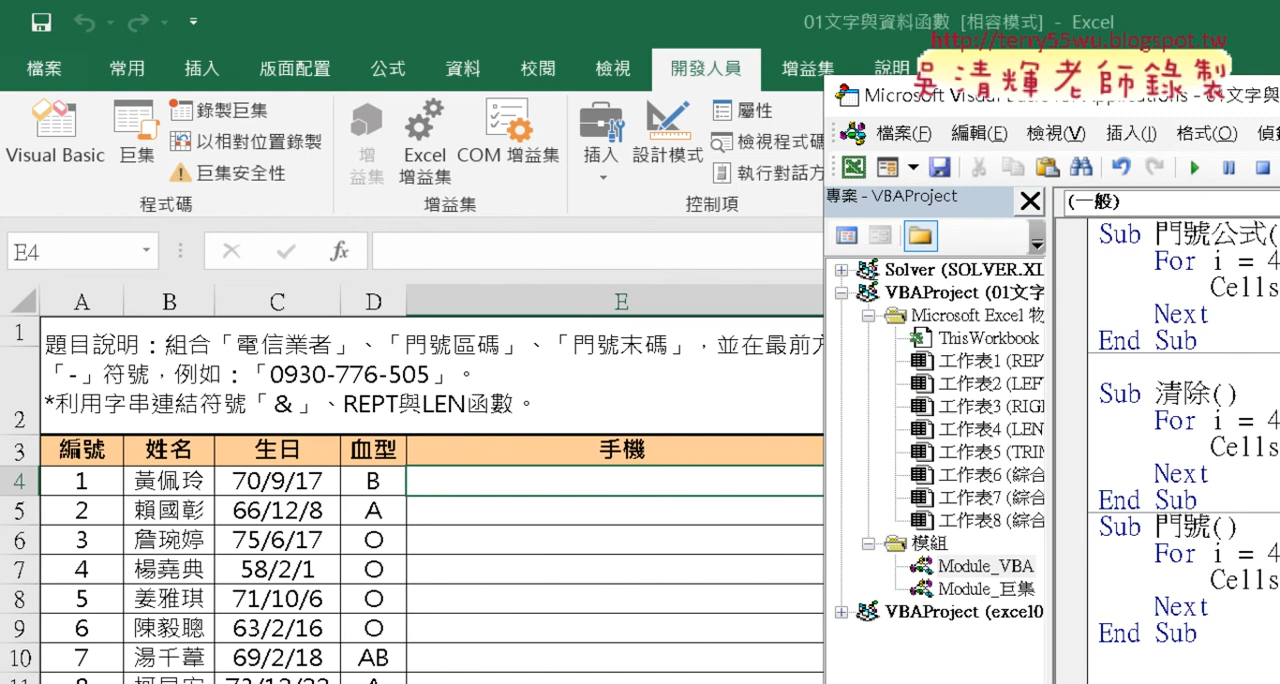 01文字與資料函數 [相容模式] - Excel
http://terry55wu.blogspot.tw
吳清輝老師錄製
檔案 常用 插入 版面配置 公式 資料 校閱 檢視 開發人員 增益集 說明
Visual Basic
巨集
錄製巨集
以相對位置錄製
巨集安全性
程式碼
增益集
Excel 增益集
COM 增益集
增益集
插入
設計模式
屬性
檢視程式碼
執行對話方
控制項
E4
fx
A B C D E
1
題目說明:組合「電信業者」、「門號區碼」、「門號末碼」,並在最前方
「-」符號,例如:「0930-776-505」。
2 *利用字串連結符號「&」、REPT與LEN函數。
3 編號 姓名 生日 血型 手機
4 1 黃佩玲 70/9/17 B
5 2 賴國彰 66/12/8 A
6 3 詹琬婷 75/6/17 O
7 4 楊堯典 58/2/1 O
8 5 姜雅琪 71/10/6 O
9 6 陳毅聰 63/2/16 O
10 7 湯千葦 69/2/18 AB
Microsoft Visual Basic for Applications - 01文字與
檔案(F) 編輯(E) 檢視(V) 插入(I) 格式(O) 偵
專案 - VBAProject
Solver (SOLVER.XL
VBAProject (01文字
Microsoft Excel 物
ThisWorkbook
工作表1 (REP
工作表2 (LEF
工作表3 (RIG
工作表4 (LEN
工作表5 (TRI
工作表6 (綜合
工作表7 (綜合
工作表8 (綜合
模組
Module_VBA
Module_巨集
VBAProject (excel0
(一般)
Sub 門號公式(
For i = 4
Cells
Next
End Sub
Sub 清除()
For i = 4
Cells
Next
End Sub
Sub 門號()
For i = 4
Cells
Next
End Sub